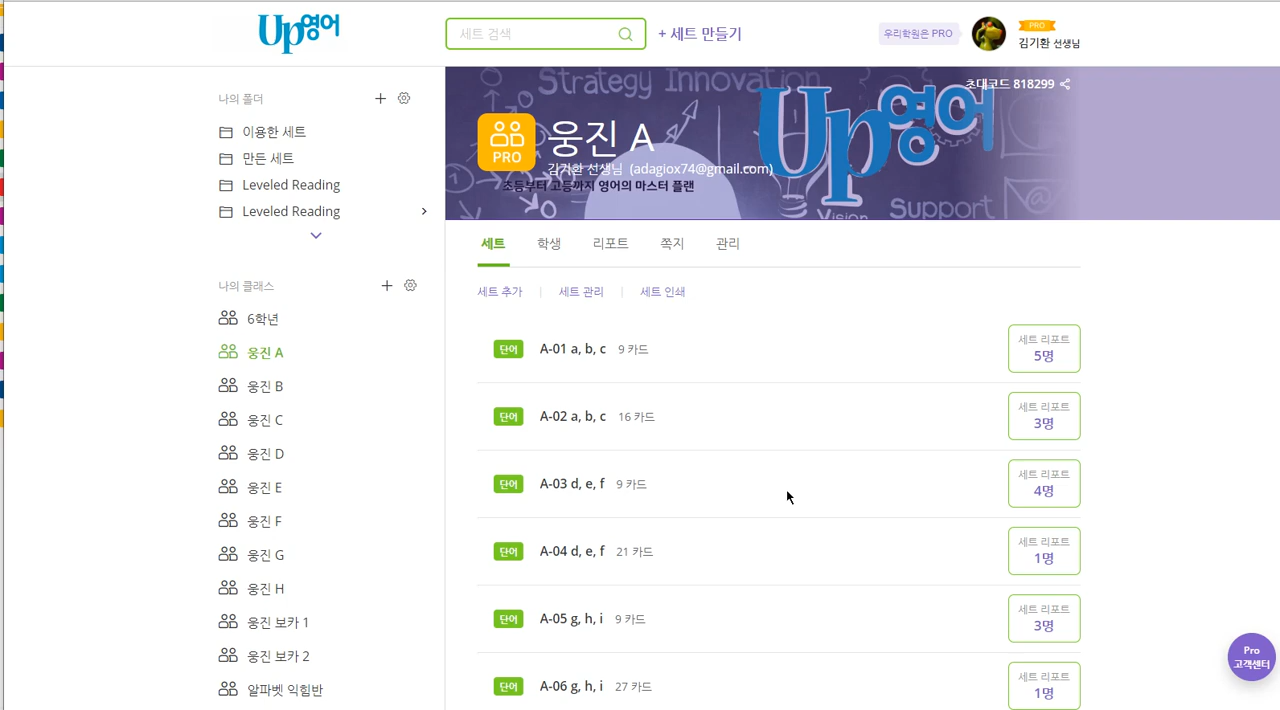 Up영어
세트 검색
+ 세트 만들기
우리학원은 PRO
PRO
김기환 선생님
나의 폴더
이용한 세트
만든 세트
Leveled Reading
Leveled Reading
나의 클래스
6학년
웅진 A
웅진 B
웅진 C
웅진 D
웅진 E
웅진 F
웅진 G
웅진 H
웅진 보카 1
웅진 보카 2
알파벳 익힘반
Strategy Innovation
초대코드 818299
Up영어
PRO
웅진 A
김기환 선생님 (adagiox74@gmail.com)
초등부터 고등까지 영어의 마스터 플랜
Vision
Support
세트 학생 리포트 쪽지 관리
세트 추가 | 세트 관리 | 세트 인쇄
단어 A-01 a, b, c 9 카드
세트 리포트
5명
단어 A-02 a, b, c 16 카드
세트 리포트
3명
단어 A-03 d, e, f 9 카드
세트 리포트
4명
단어 A-04 d, e, f 21 카드
세트 리포트
1명
단어 A-05 g, h, i 9 카드
세트 리포트
3명
단어 A-06 g, h, i 27 카드
세트 리포트
1명
Pro
고객센터